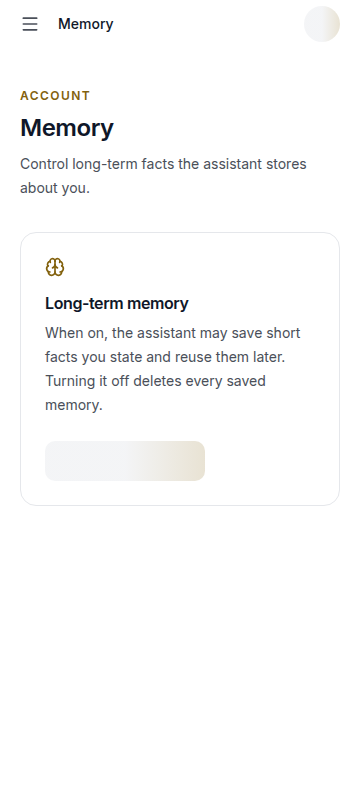 Memory
ACCOUNT
Memory
Control long-term facts the assistant stores
about you.
Long-term memory
When on, the assistant may save short
facts you state and reuse them later.
Turning it off deletes every saved
memory.